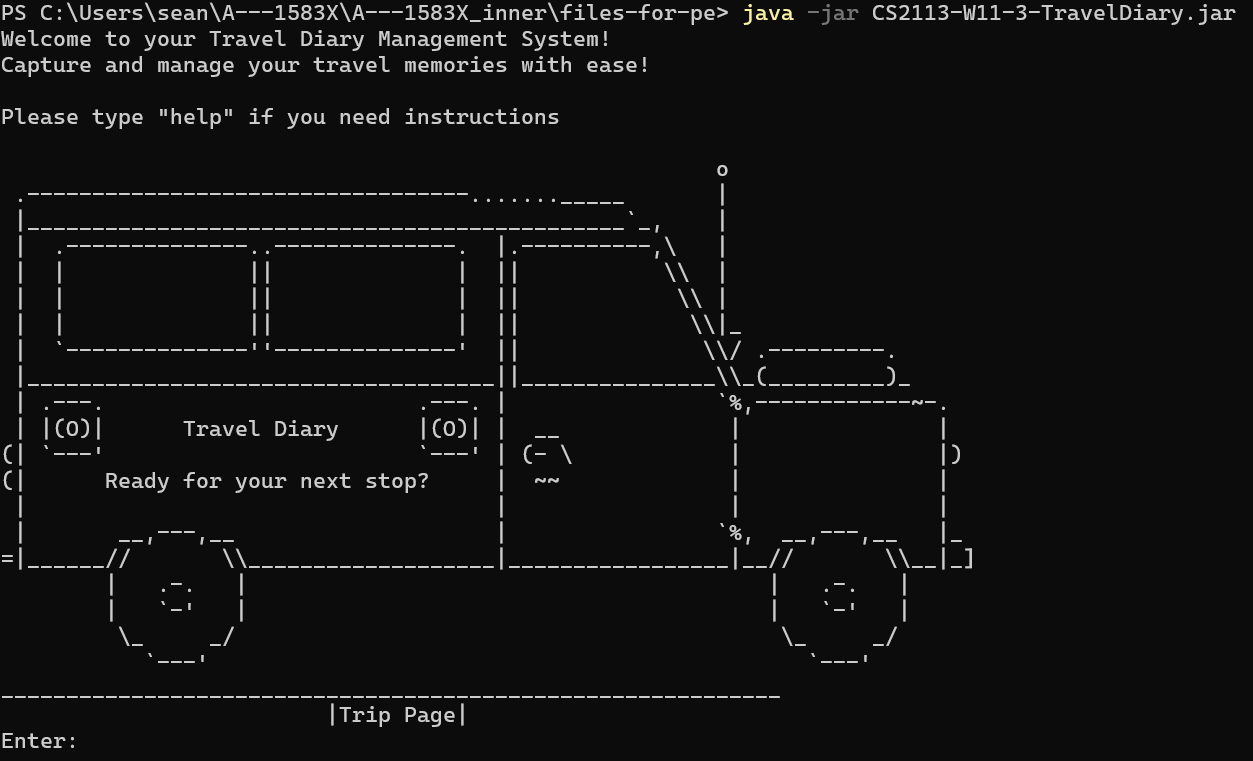 PS C:\Users\sean\A---1583X\A---1583X_inner\files-for-pe> java -jar CS2113-W11-3-TravelDiary.jar
Welcome to your Travel Diary Management System!
Capture and manage your travel memories with ease!
Please type "help" if you need instructions
Travel Diary
Ready for your next stop?
|Trip Page|
Enter: